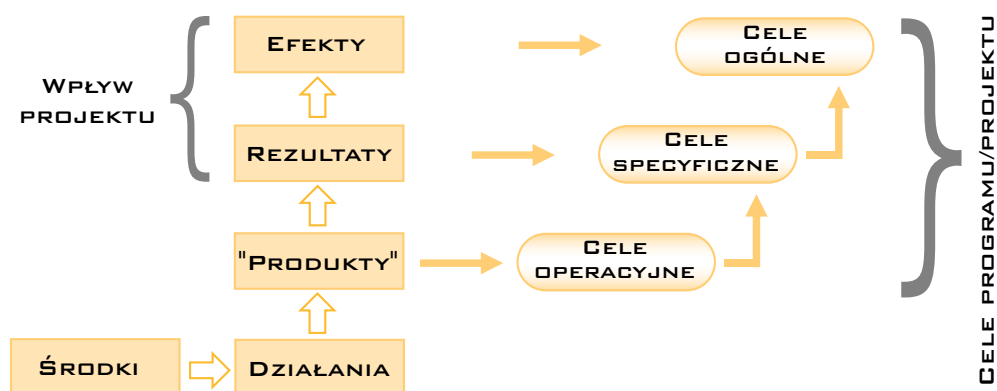 EFEKTY
CELE
OGÓLNE
WPŁYW
PROJEKTU
REZULTATY
CELE
SPECYFICZNE
"PRODUKTY"
CELE
OPERACYJNE
ŚRODKI
DZIAŁANIA
CELE PROGRAMU/PROJEKTU